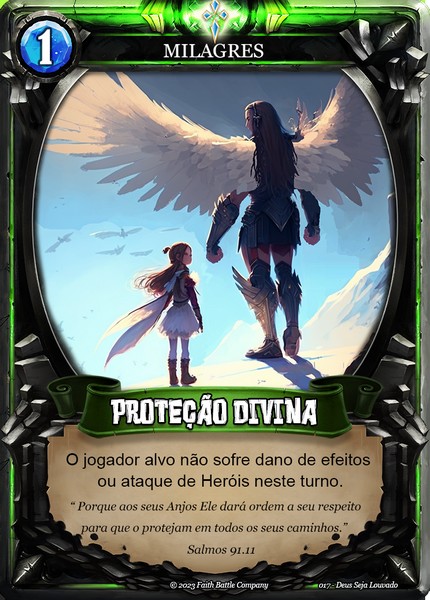 1
MILAGRES
PROTEÇÃO DIVINA
O jogador alvo não sofre dano de efeitos
ou ataque de Heróis neste turno.
“ Porque aos seus Anjos Ele dará ordem a seu respeito
para que o protejam em todos os seus caminhos.”
Salmos 91.11
© 2023 Faith Battle Company
017 - Deus Seja Louvado